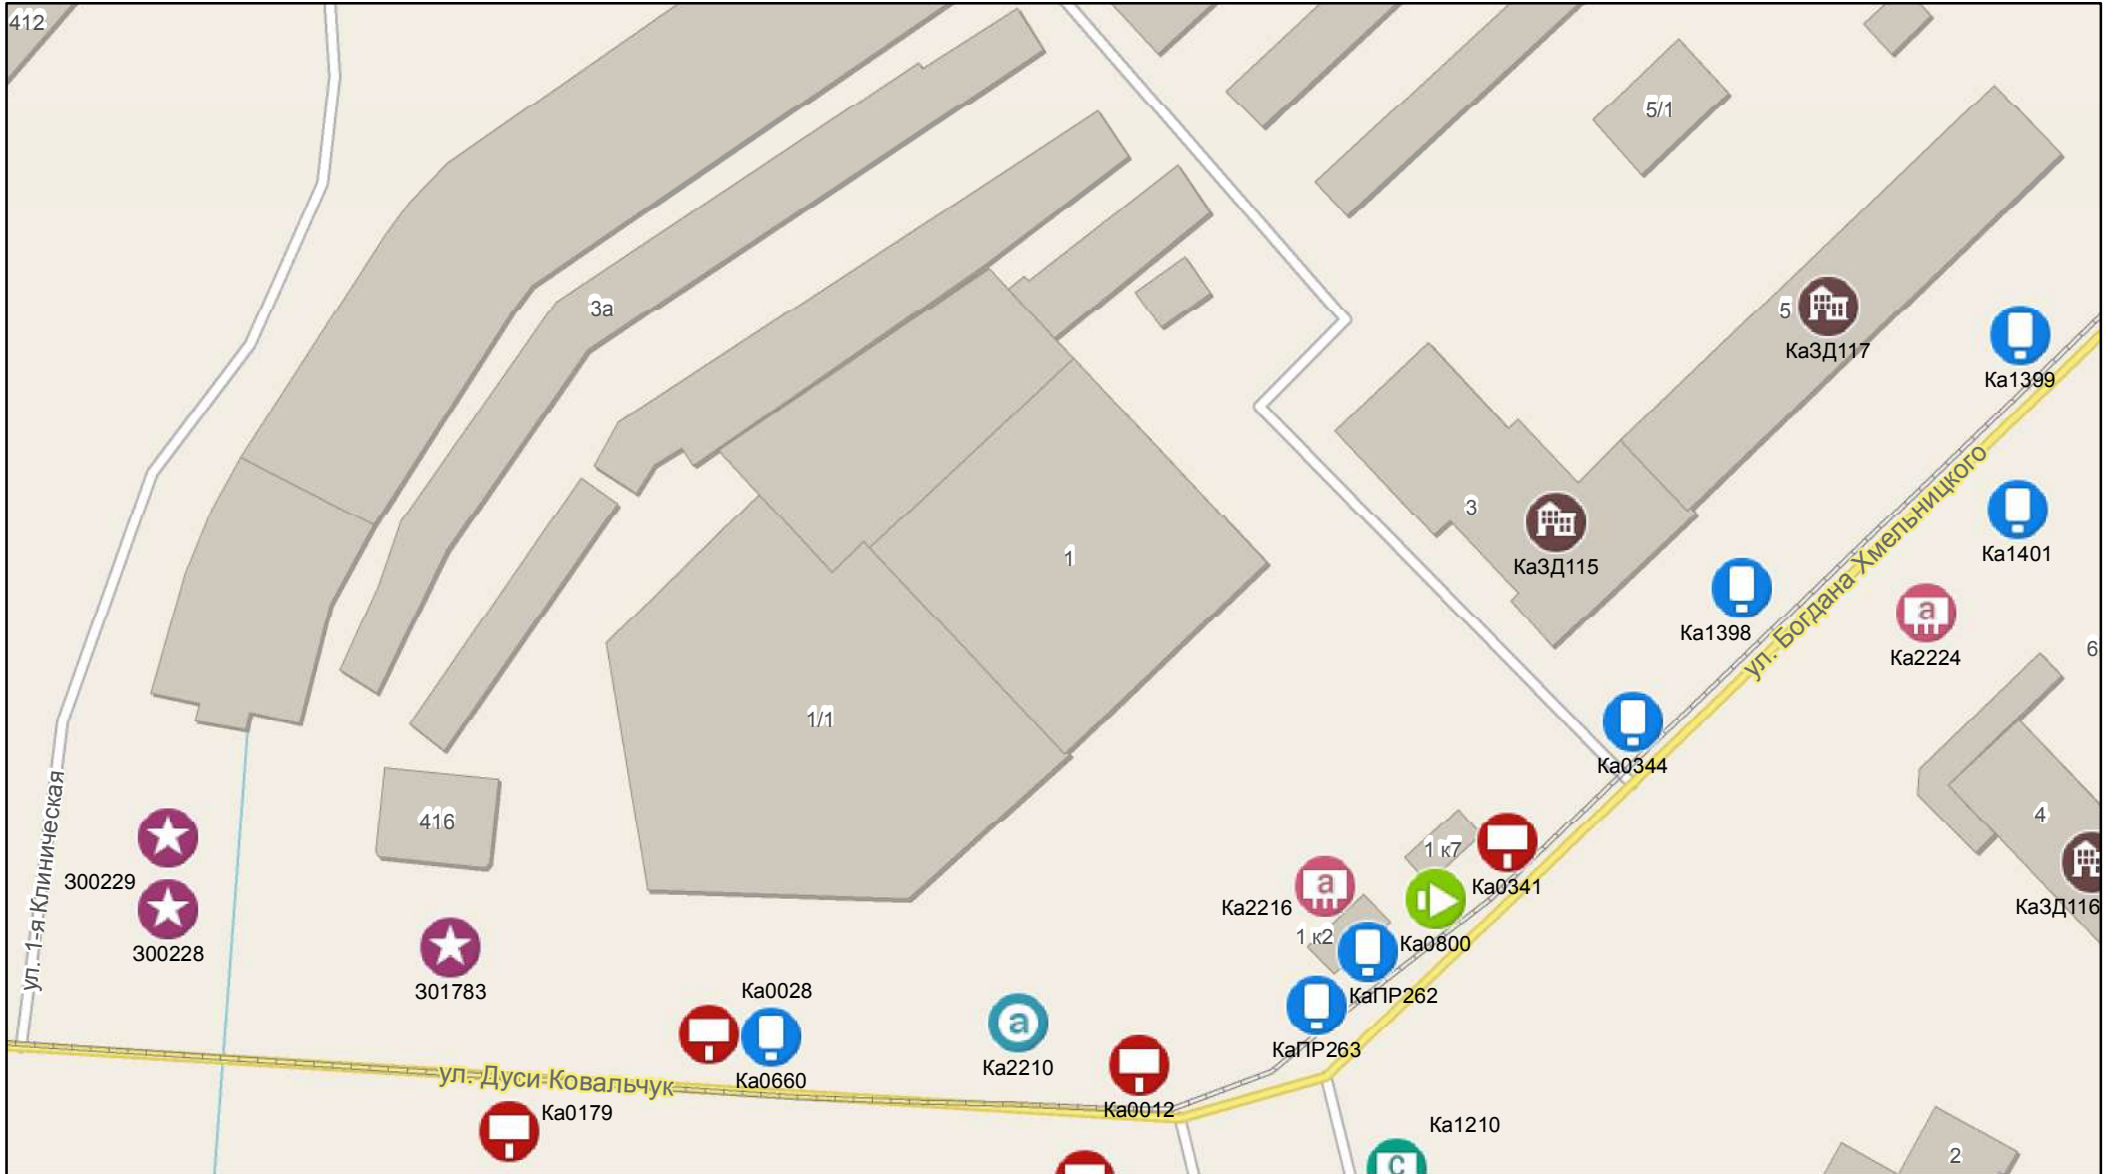 412
5/1
3а
5
КаЗД117
Ка1399
ул. Богдана Хмельницкого
3
КаЗД115
1
Ка1401
Ка1398
а
Ка2224
6
1/1
Ка0344
ул. 1-я Клиническая
416
4
1 к7
300229
а
Ка2216
Ка0341
КаЗД116
1 к2
Ка0800
300228
301783
Ка0028
КаПР262
а
Ка2210
КаПР263
ул. Дуси Ковальчук
Ка0660
Ка0012
Ка0179
Ка1210
с
2